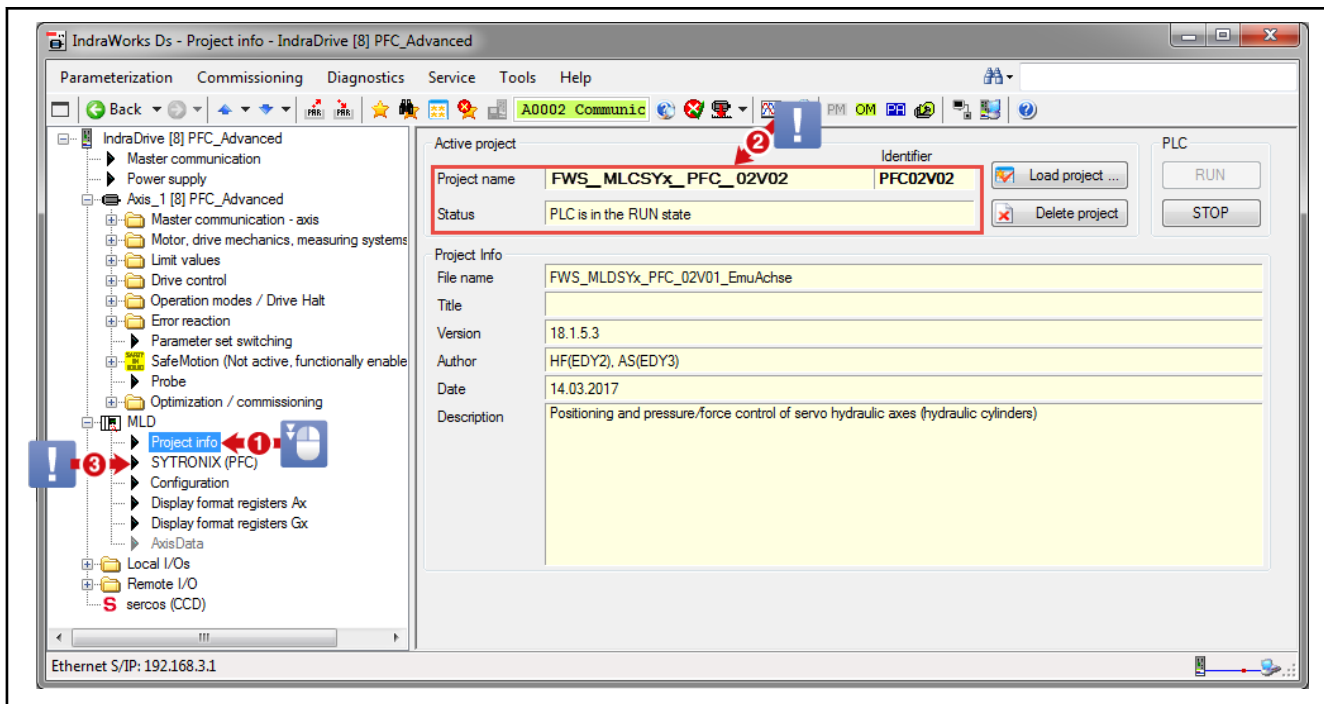 IndraWorks Ds - Project info - IndraDrive [8] PFC_Advanced
Parameterization Commissioning Diagnostics Service Tools Help
Back A0002 Communic PM OM
IndraDrive [8] PFC_Advanced
Master communication
Power supply
Axis_1 [8] PFC_Advanced
Master communication - axis
Motor, drive mechanics, measuring systems
Limit values
Drive control
Operation modes / Drive Halt
Error reaction
Parameter set switching
SafeMotion (Not active, functionally enable
Probe
Optimization / commissioning
MLD
Project info 1
! 3 SYTRONIX (PFC)
Configuration
Display format registers Ax
Display format registers Gx
AxisData
Local I/Os
Remote I/O
S sercos (CCD)
Active project
2 !
Identifier
Project name FWS_MLCSYx_PFC_02V02 PFC02V02
Status PLC is in the RUN state
Load project ...
Delete project
PLC
RUN
STOP
Project Info
File name FWS_MLDSYx_PFC_02V01_EmuAchse
Title
Version 18.1.5.3
Author HF(EDY2), AS(EDY3)
Date 14.03.2017
Description Positioning and pressure/force control of servo hydraulic axes (hydraulic cylinders)
Ethernet S/IP: 192.168.3.1